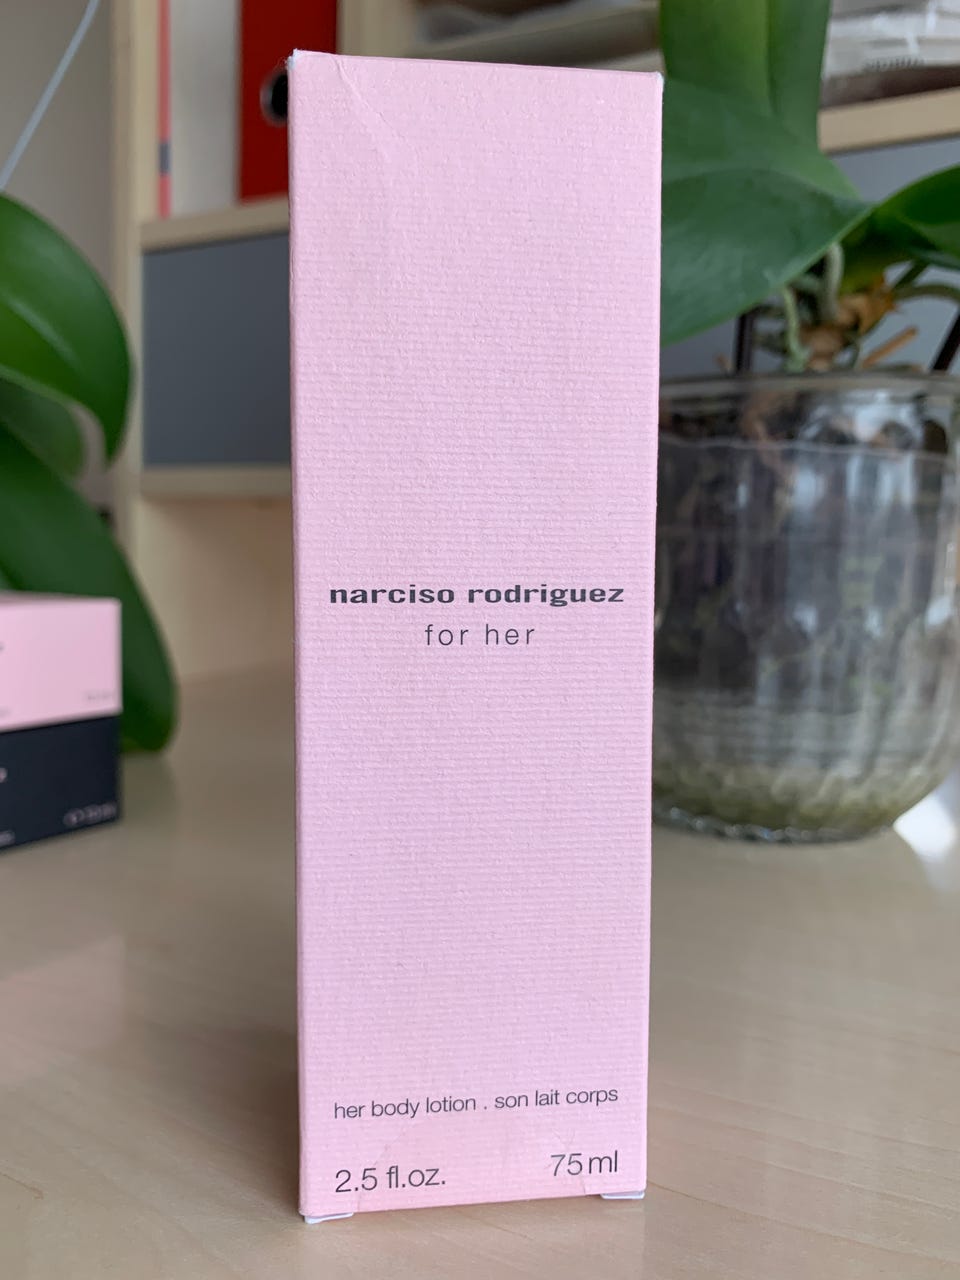 narciso rodriguez
for her
her body lotion . son lait corps
2.5 fl.oz. 75 ml